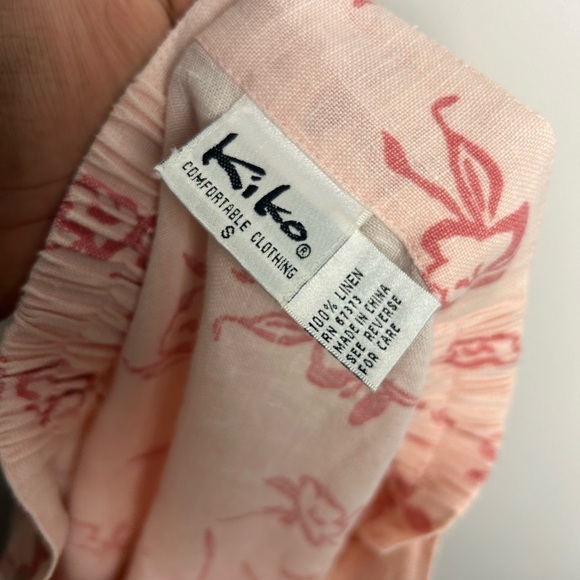 Kiko®
COMFORTABLE CLOTHING
S
100% LINEN
RN 67373
MADE IN CHINA
SEE REVERSE
FOR CARE